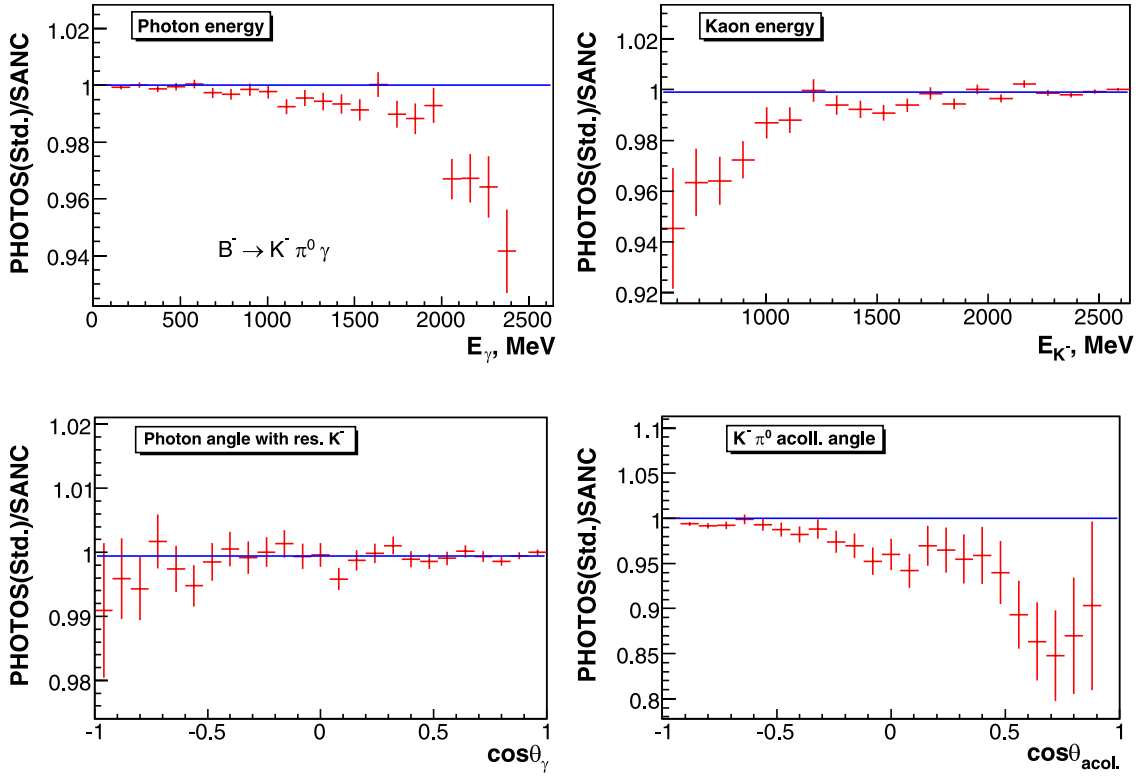 Photon energy
PHOTOS(Std.)/SANC
1.02
1
0.98
0.96
0.94
B⁻ → K⁻ π⁰ γ
0 500 1000 1500 2000 2500
E_γ, MeV
Kaon energy
PHOTOS(Std.)/SANC
1.02
1
0.98
0.96
0.94
0.92
1000 1500 2000 2500
E_K⁻, MeV
Photon angle with res. K⁻
PHOTOS(Std.)/SANC
1.02
1.01
1
0.99
0.98
-1 -0.5 0 0.5 1
cosθ_γ
K⁻ π⁰ acoll. angle
PHOTOS(Std.)SANC
1.1
1.05
1
0.95
0.9
0.85
0.8
-1 -0.5 0 0.5 1
cosθ_acol.